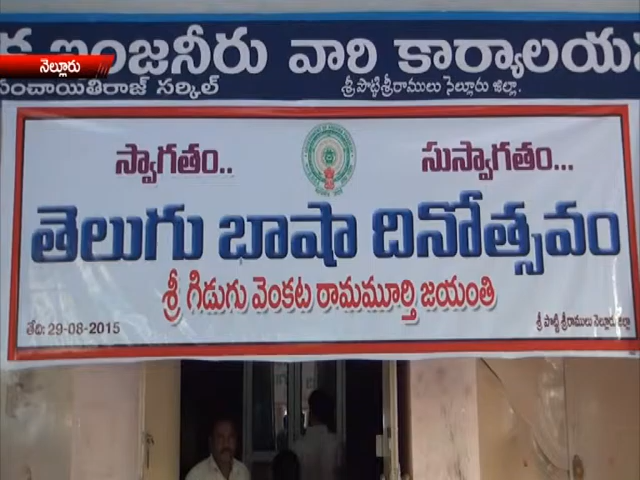 నెల్లూరు
ఇంజనీరు వారి కార్యాలయ
పంచాయితిరాజ్ సర్కిల్ శ్రీపొట్టిశ్రీరాములు నెల్లూరు జిల్లా.
స్వాగతం.. సుస్వాగతం...
తెలుగు బాషా దినోత్సవం
శ్రీ గిడుగు వెంకట రామమూర్తి జయంతి
తేది: 29-08-2015 శ్రీ పొట్టి శ్రీరాములు నెల్లూరు జిల్లా